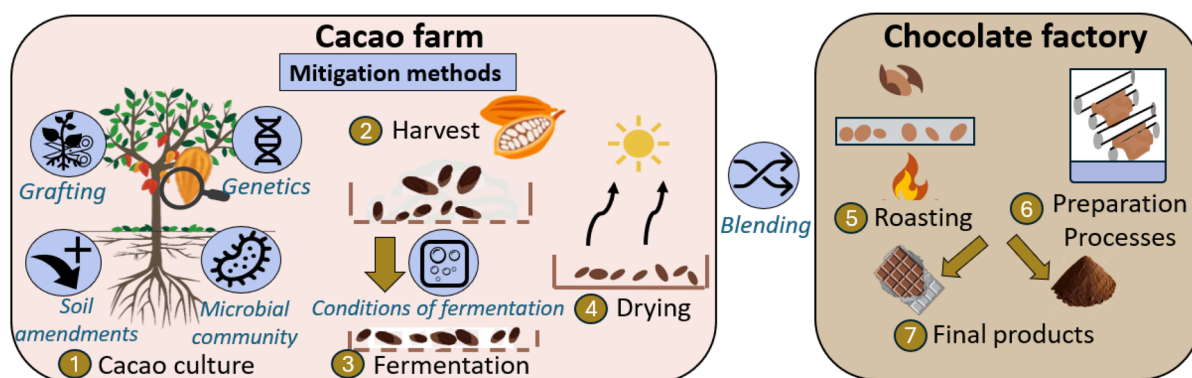 Cacao farm
Mitigation methods
Grafting
Genetics
Soil
amendments
Microbial
community
1 Cacao culture
2 Harvest
Conditions of fermentation
3 Fermentation
4 Drying
Blending
Chocolate factory
5 Roasting
6 Preparation
Processes
7 Final products